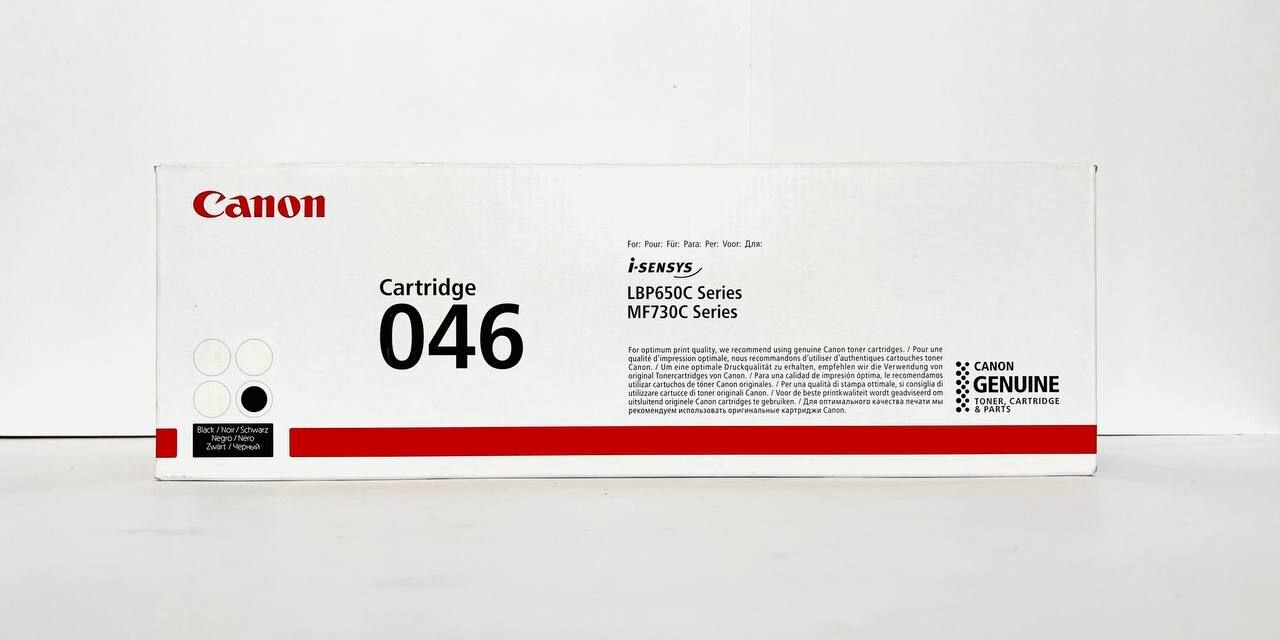 Canon
Cartridge
046
For: Pour: Für: Para: Per: Voor: Для:
i-SENSYS
LBP650C Series
MF730C Series
For optimum print quality, we recommend using genuine Canon toner cartridges. / Pour une
qualité d'impression optimale, nous recommandons d'utiliser d'authentiques cartouches toner
Canon. / Um eine optimale Druckqualität zu erhalten, empfehlen wir die Verwendung von
original Tonercartridges von Canon. / Para una calidad de impresión óptima, le recomendamos
utilizar cartuchos de tóner Canon originales. / Per una qualità di stampa ottimale, si consiglia di
utilizzare cartucce di toner originali Canon. / Voor de beste printkwaliteit wordt geadviseerd om
uitsluitend originele Canon cartridges te gebruiken. / Для оптимального качества печати мы
рекомендуем использовать оригинальные картриджи Canon.
CANON
GENUINE
TONER, CARTRIDGE
& PARTS
Black / Noir / Schwarz
Negro / Nero
Zwart / Черный